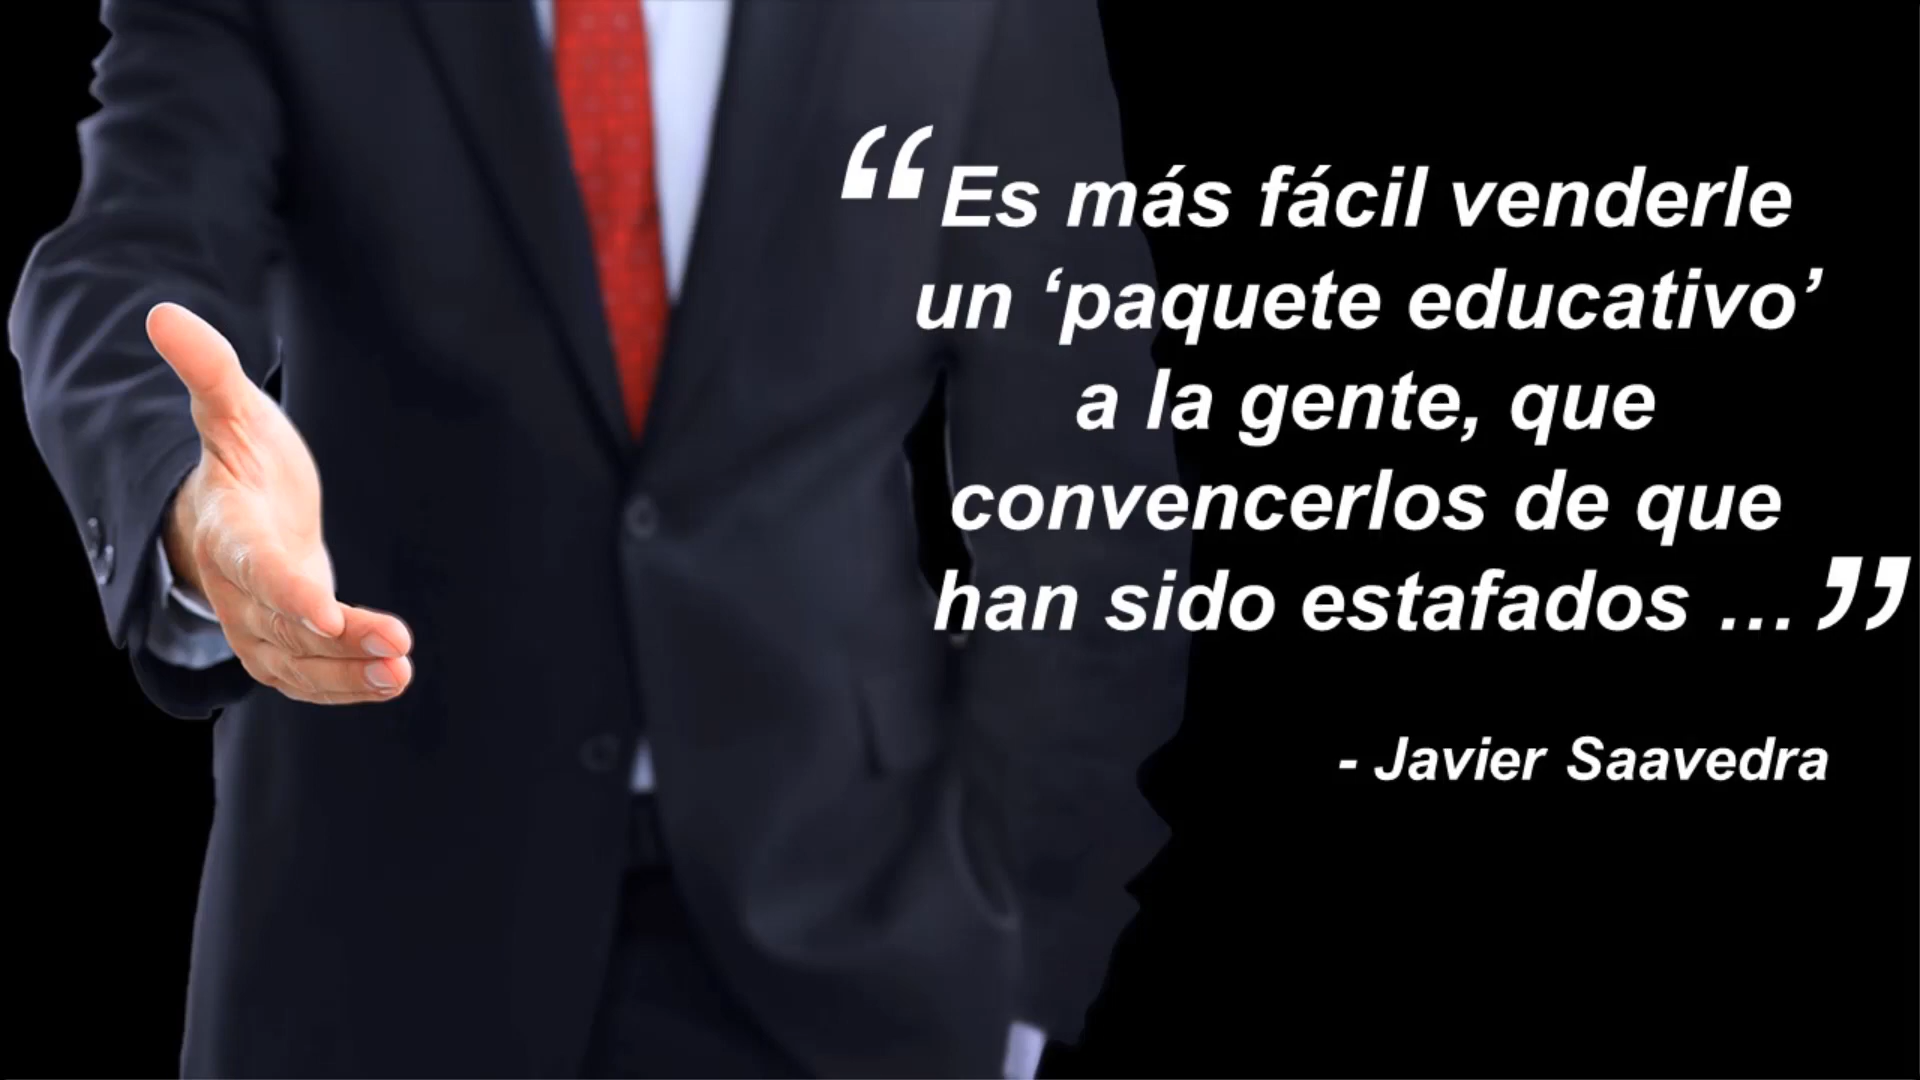 “Es más fácil venderle
un ‘paquete educativo’
a la gente, que
convencerlos de que
han sido estafados ...”
- Javier Saavedra